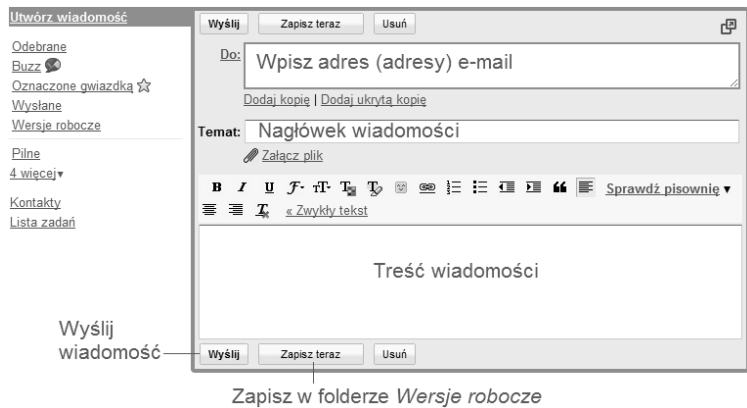 Utwórz wiadomość
Odebrane
Buzz
Oznaczone gwiazdką
Wysłane
Wersje robocze
Pilne
4 więcej▾
Kontakty
Lista zadań
Wyślij Zapisz teraz Usuń
Do: Wpisz adres (adresy) e-mail
Dodaj kopię | Dodaj ukrytą kopię
Temat: Nagłówek wiadomości
Załącz plik
B I U Sprawdź pisownię ▾
« Zwykły tekst
Treść wiadomości
Wyślij
wiadomość
Wyślij Zapisz teraz Usuń
Zapisz w folderze Wersje robocze